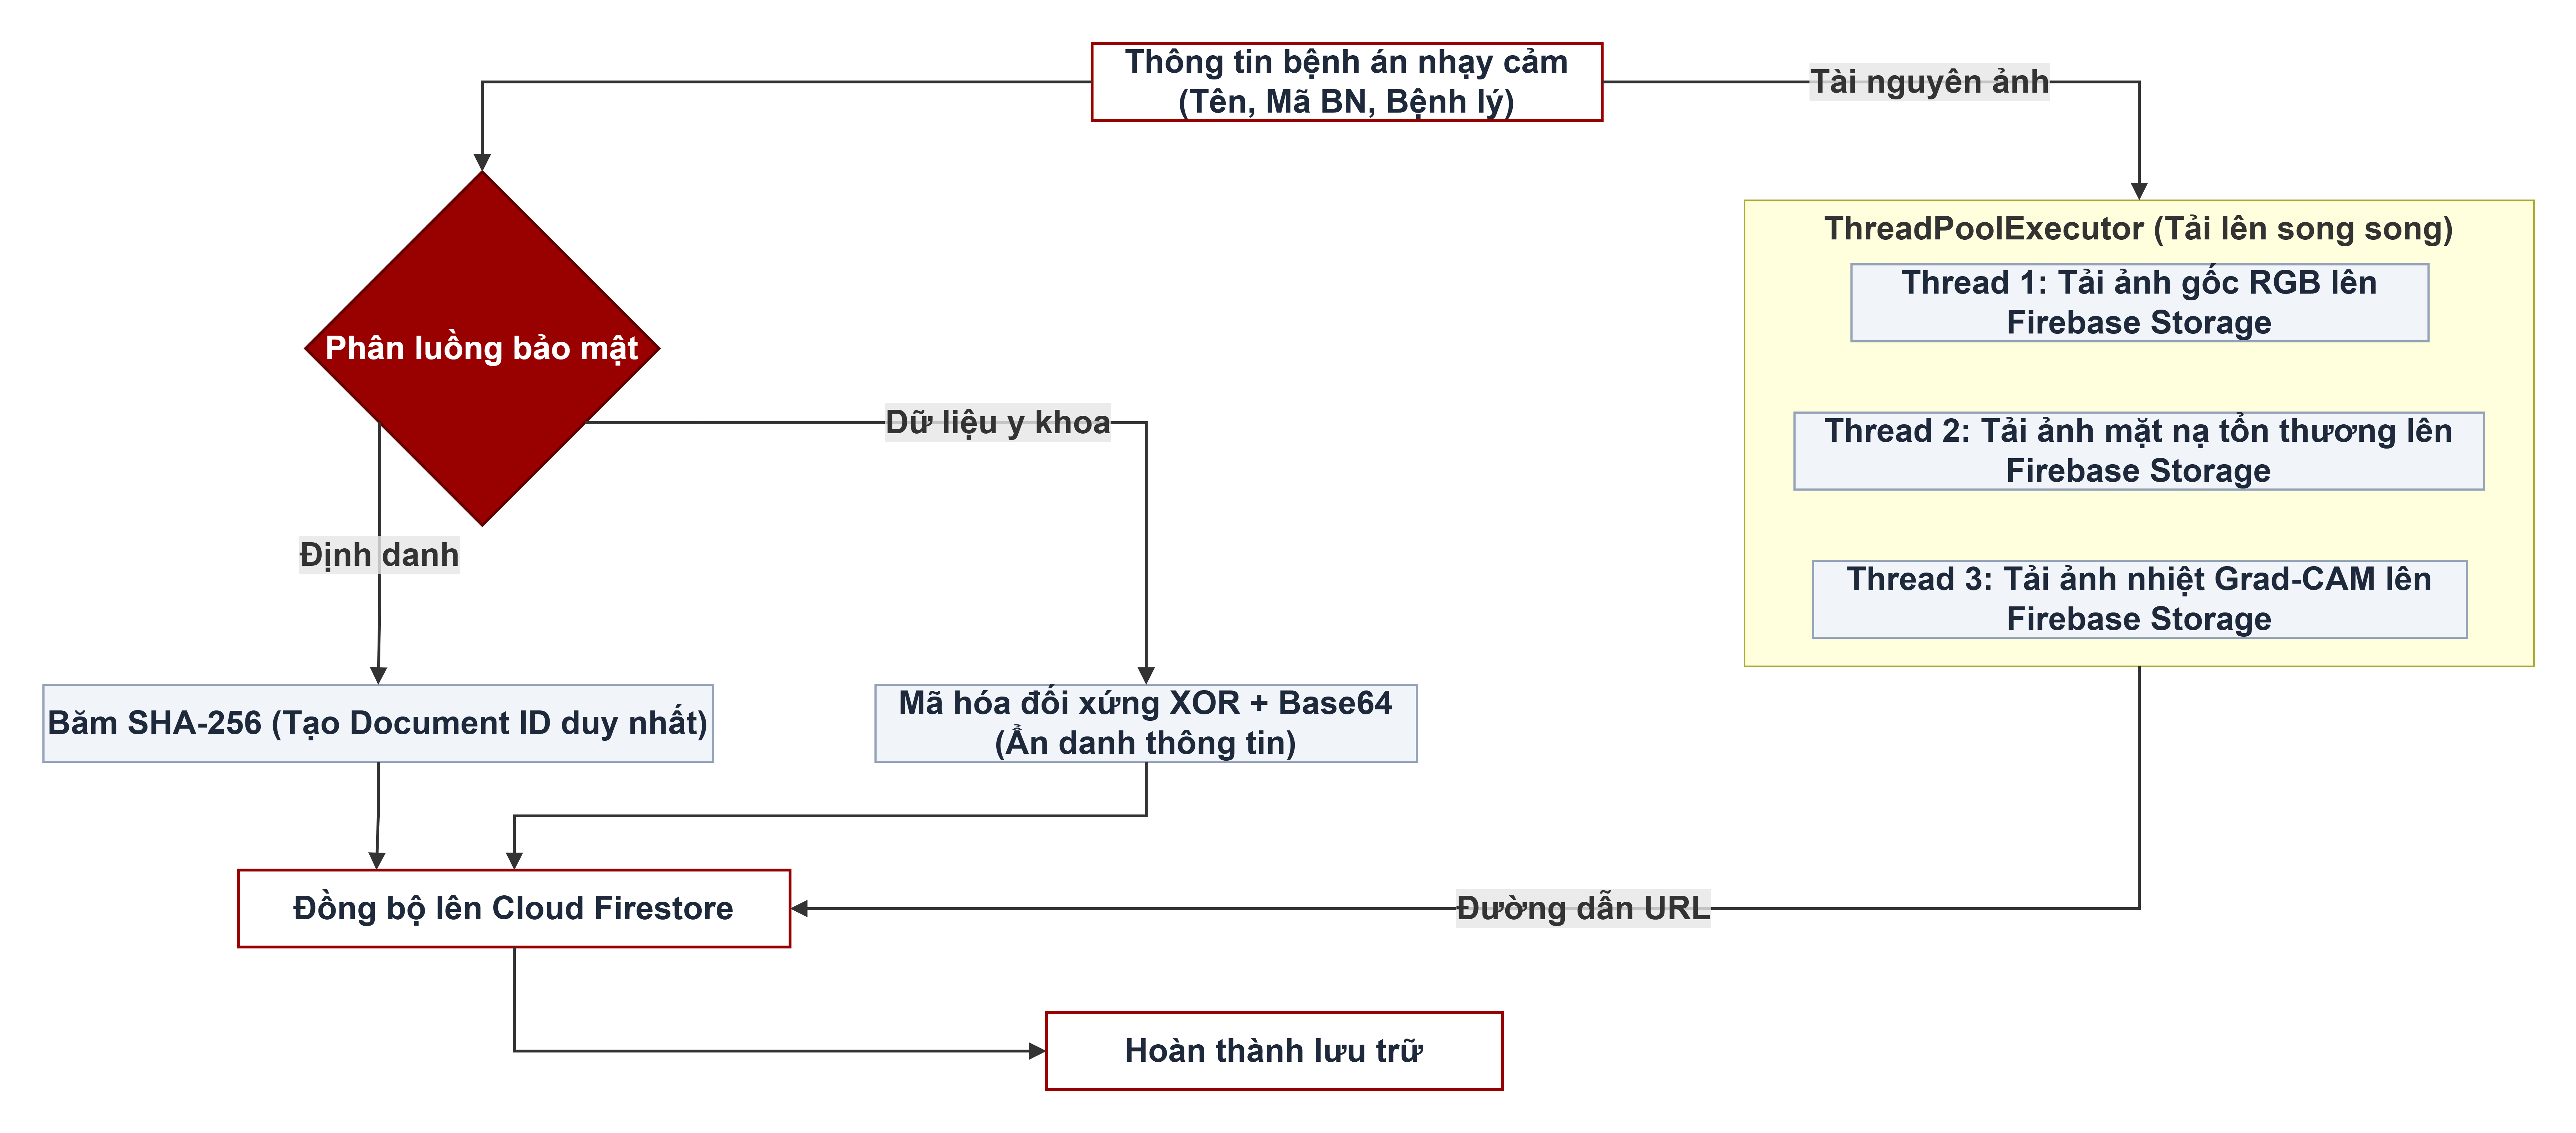 Thông tin bệnh án nhạy cảm
(Tên, Mã BN, Bệnh lý)
Tài nguyên ảnh
ThreadPoolExecutor (Tải lên song song)
Thread 1: Tải ảnh gốc RGB lên
Firebase Storage
Phân luồng bảo mật
Dữ liệu y khoa
Thread 2: Tải ảnh mặt nạ tổn thương lên
Firebase Storage
Định danh
Thread 3: Tải ảnh nhiệt Grad-CAM lên
Firebase Storage
Băm SHA-256 (Tạo Document ID duy nhất)
Mã hóa đối xứng XOR + Base64
(Ẩn danh thông tin)
Đồng bộ lên Cloud Firestore
Đường dẫn URL
Hoàn thành lưu trữ